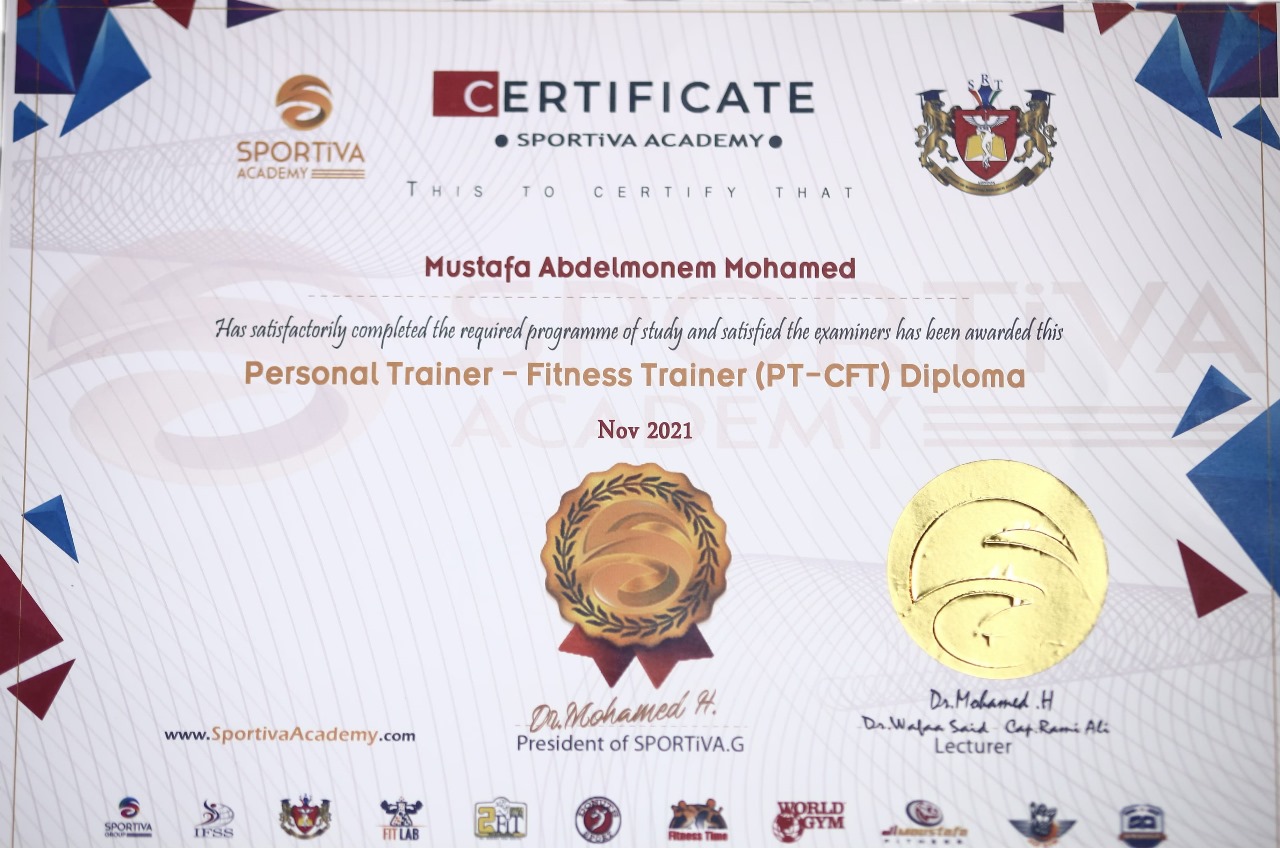 CERTIFICATE
SPORTiVA ACADEMY
SPORTiVA
ACADEMY
SRT
THIS TO CERTIFY THAT
Mustafa Abdelmonem Mohamed
SPORTiVA
ACADEMY
Has satisfactorily completed the required programme of study and satisfied the examiners has been awarded this
Personal Trainer – Fitness Trainer (PT–CFT) Diploma
Nov 2021
Dr.Mohamed H.
President of SPORTiVA.G
Dr.Mohamed .H
Dr.Wafaa Said Cap.Rami Ali
Lecturer
www.SportivaAcademy.com
SPORTIVA
GROUP
IFSS
FIT LAB
2FIT
Fitness Time
WORLD
GYM
FITNESS